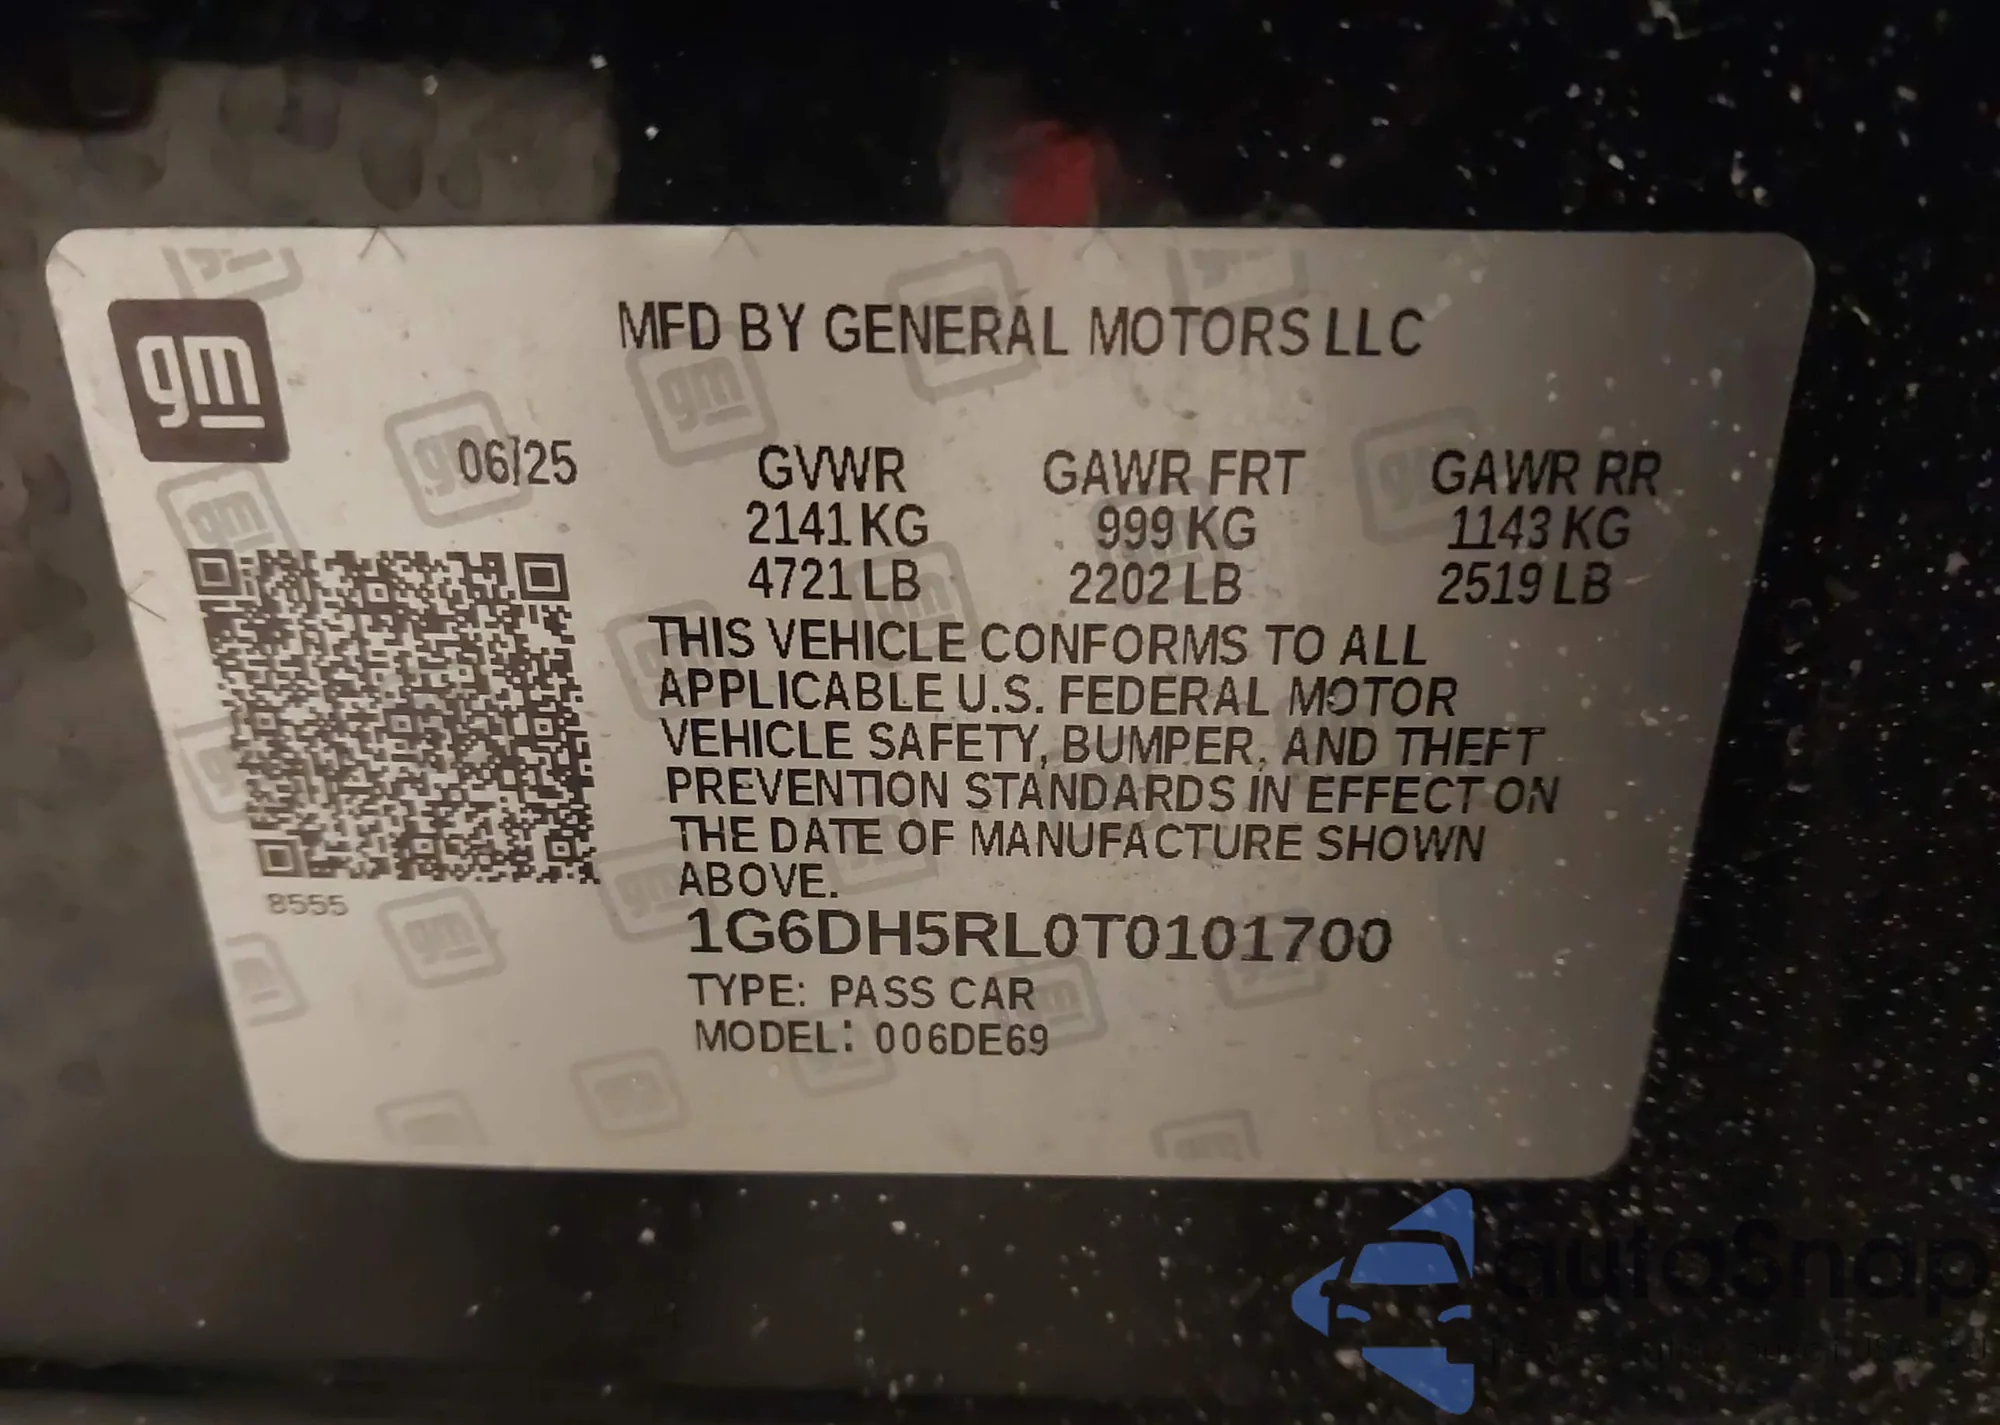 gm
MFD BY GENERAL MOTORS LLC
06/25
GVWR GAWR FRT GAWR RR
2141 KG 999 KG 1143 KG
4721 LB 2202 LB 2519 LB
THIS VEHICLE CONFORMS TO ALL
APPLICABLE U.S. FEDERAL MOTOR
VEHICLE SAFETY, BUMPER, AND THEFT
PREVENTION STANDARDS IN EFFECT ON
THE DATE OF MANUFACTURE SHOWN
ABOVE.
8555
1G6DH5RL0T0101700
TYPE: PASS CAR
MODEL: 006DE69
autoSnap